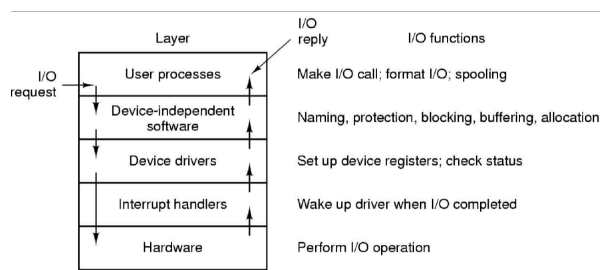 I/O
reply
Layer
I/O functions
I/O
request
User processes
Make I/O call; format I/O; spooling
Device-independent
software
Naming, protection, blocking, buffering, allocation
Device drivers
Set up device registers; check status
Interrupt handlers
Wake up driver when I/O completed
Hardware
Perform I/O operation